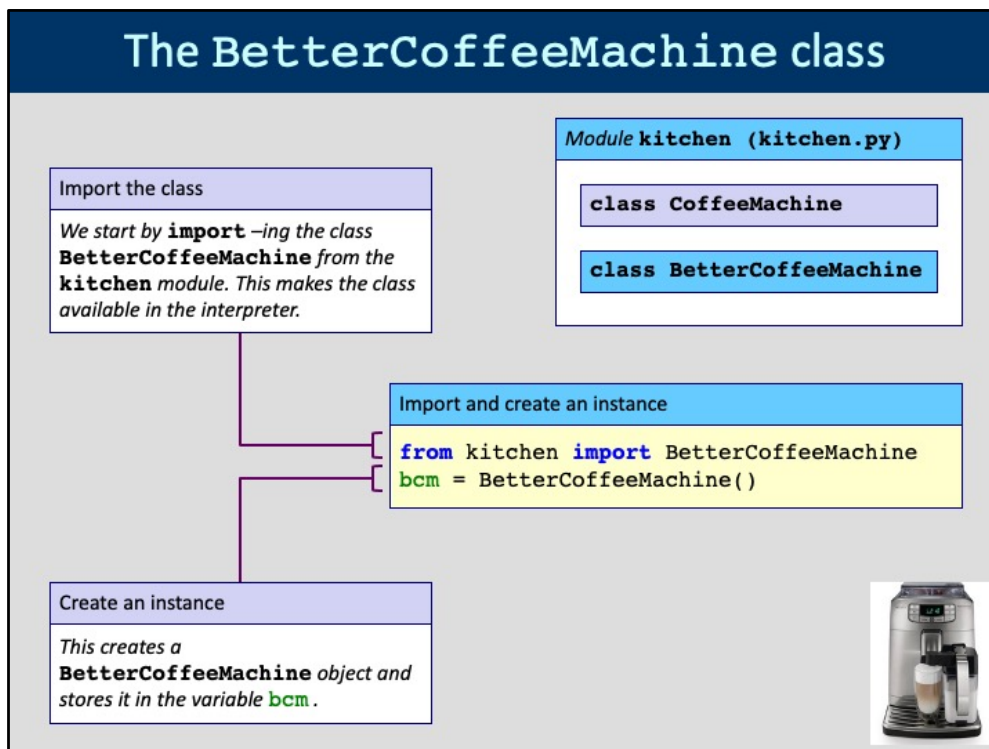 The BetterCoffeeMachine class
Import the class
We start by import –ing the class
BetterCoffeeMachine from the
kitchen module. This makes the class
available in the interpreter.
Module kitchen (kitchen.py)
class CoffeeMachine
class BetterCoffeeMachine
Import and create an instance
from kitchen import BetterCoffeeMachine
bcm = BetterCoffeeMachine()
Create an instance
This creates a
BetterCoffeeMachine object and
stores it in the variable bcm .